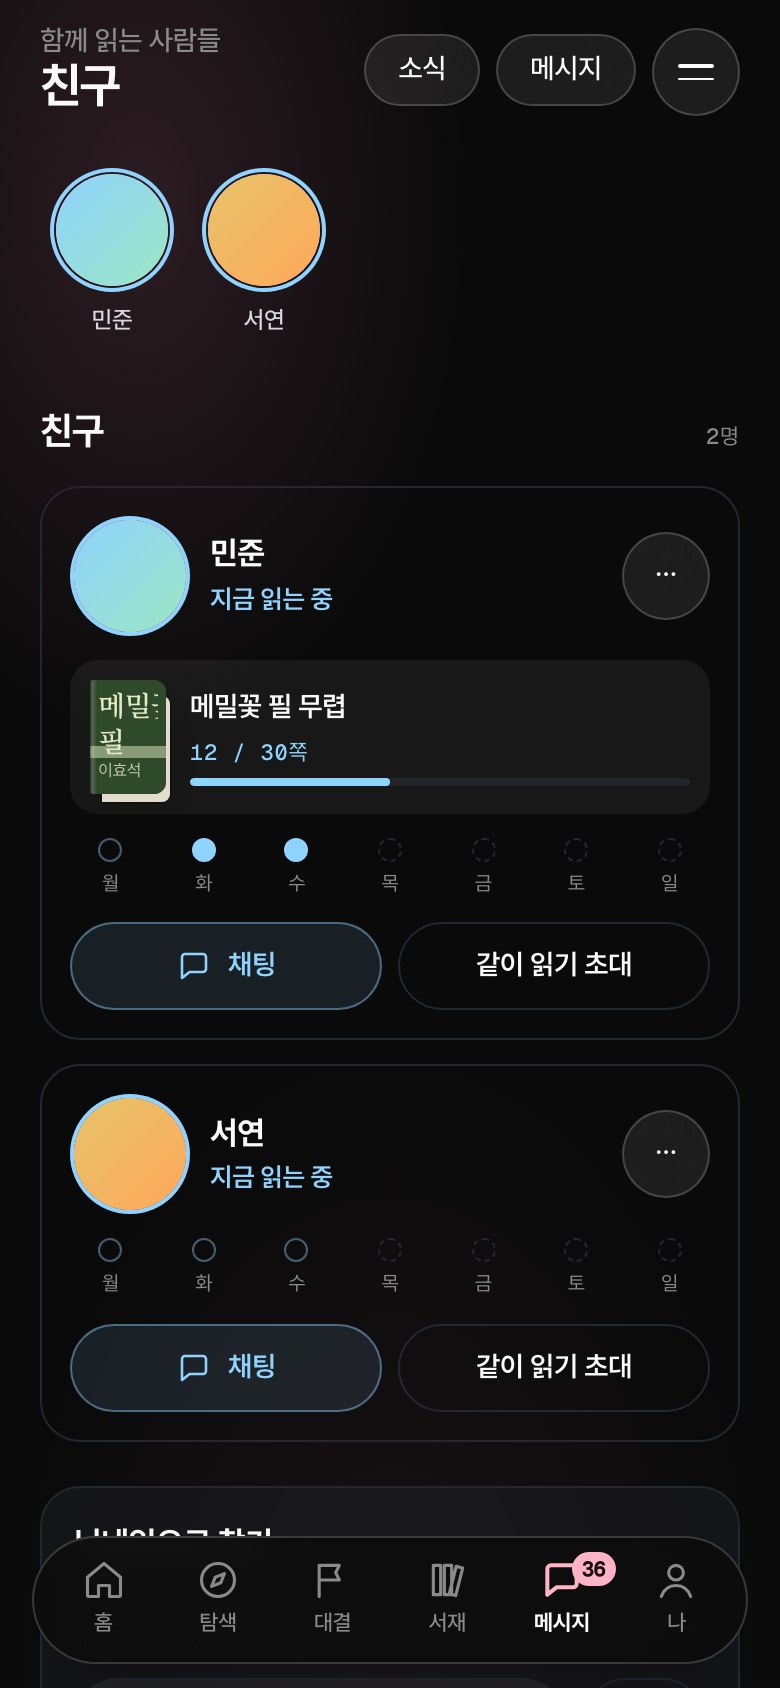 함께 읽는 사람들
친구
소식
메시지
민준
서연
친구
2명
민준
지금 읽는 중
...
메밀꽃 필 무렵
12 / 30쪽
메밀
필
이효석
월 화 수 목 금 토 일
채팅
같이 읽기 초대
서연
지금 읽는 중
...
월 화 수 목 금 토 일
채팅
같이 읽기 초대
36
홈 탐색 대결 서재 메시지 나